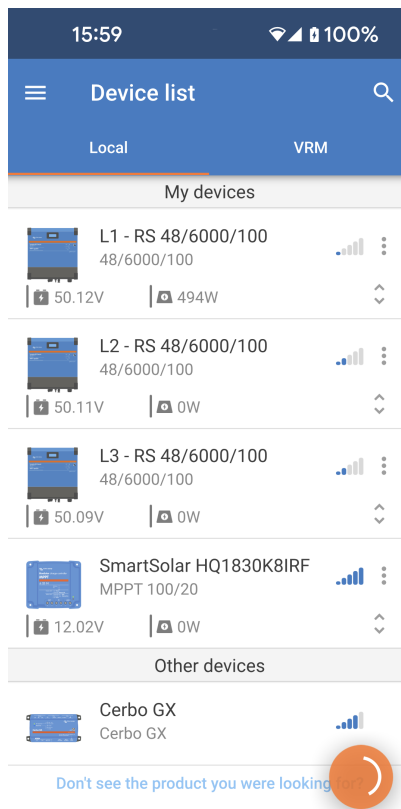 15:59 100%
Device list
Local VRM
My devices
L1 - RS 48/6000/100
48/6000/100
50.12V 494W
L2 - RS 48/6000/100
48/6000/100
50.11V 0W
L3 - RS 48/6000/100
48/6000/100
50.09V 0W
SmartSolar HQ1830K8IRF
MPPT 100/20
12.02V 0W
Other devices
Cerbo GX
Cerbo GX
Don't see the product you were looking for?